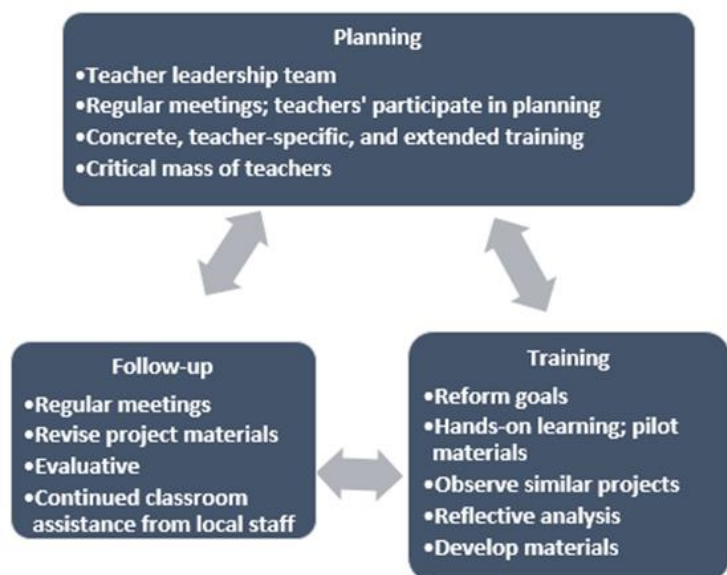 Planning
•Teacher leadership team
•Regular meetings; teachers' participate in planning
•Concrete, teacher-specific, and extended training
•Critical mass of teachers
Follow-up
•Regular meetings
•Revise project materials
•Evaluative
•Continued classroom
assistance from local staff
Training
•Reform goals
•Hands-on learning; pilot
materials
•Observe similar projects
•Reflective analysis
•Develop materials